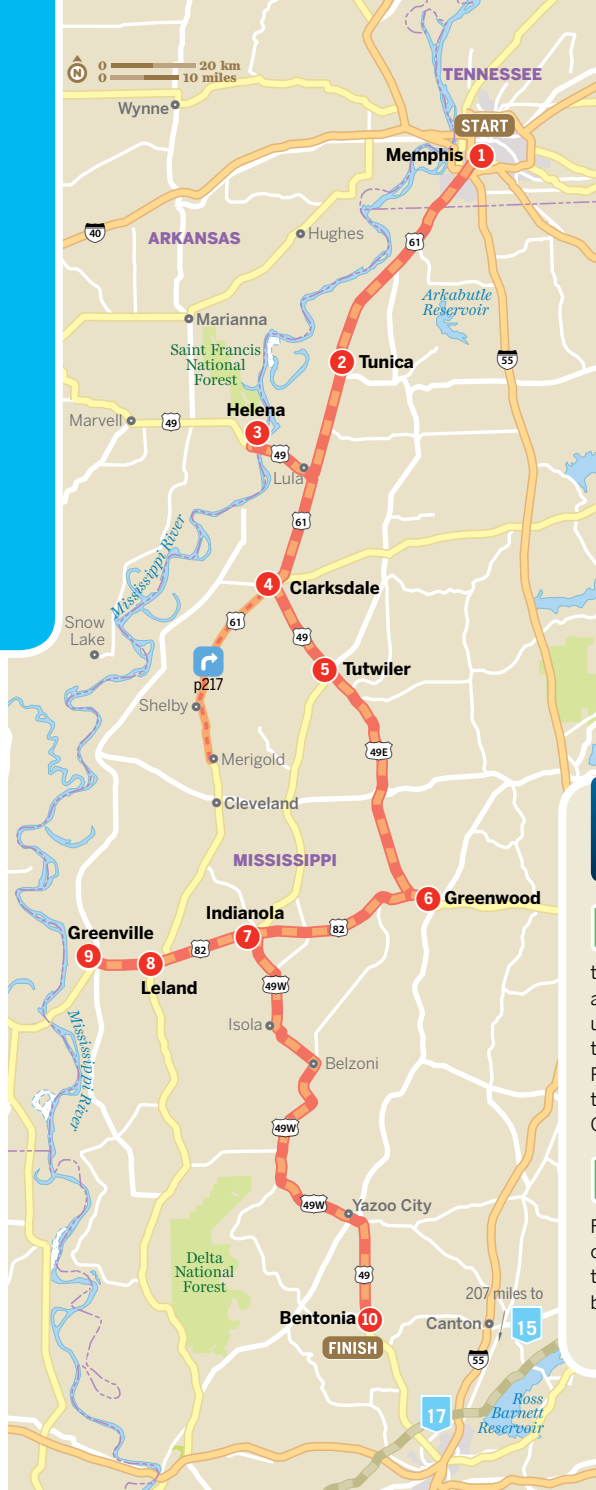 0 20 km
0 10 miles
N
TENNESSEE
Wynne
START
Memphis 1
40
ARKANSAS
Hughes
61
Arkabutle
Reservoir
Marianna
55
Saint Francis
National
Forest
2 Tunica
Helena
3
Marvell
49
49
Lula
61
Mississippi River
4 Clarksdale
61
Snow
Lake
49
5 Tutwiler
p217
Shelby
49E
Merigold
Cleveland
MISSISSIPPI
6 Greenwood
Indianola
7
82
Greenville
9
82
8
Leland
49W
Mississippi River
Isola
Belzoni
49W
49W
Yazoo City
Delta
National
Forest
49
207 miles to
15
Bentonia 10
FINISH
Canton
55
17
Ross
Barnett
Reservoir
t
a
u
t
F
t
C
F
c
t
b